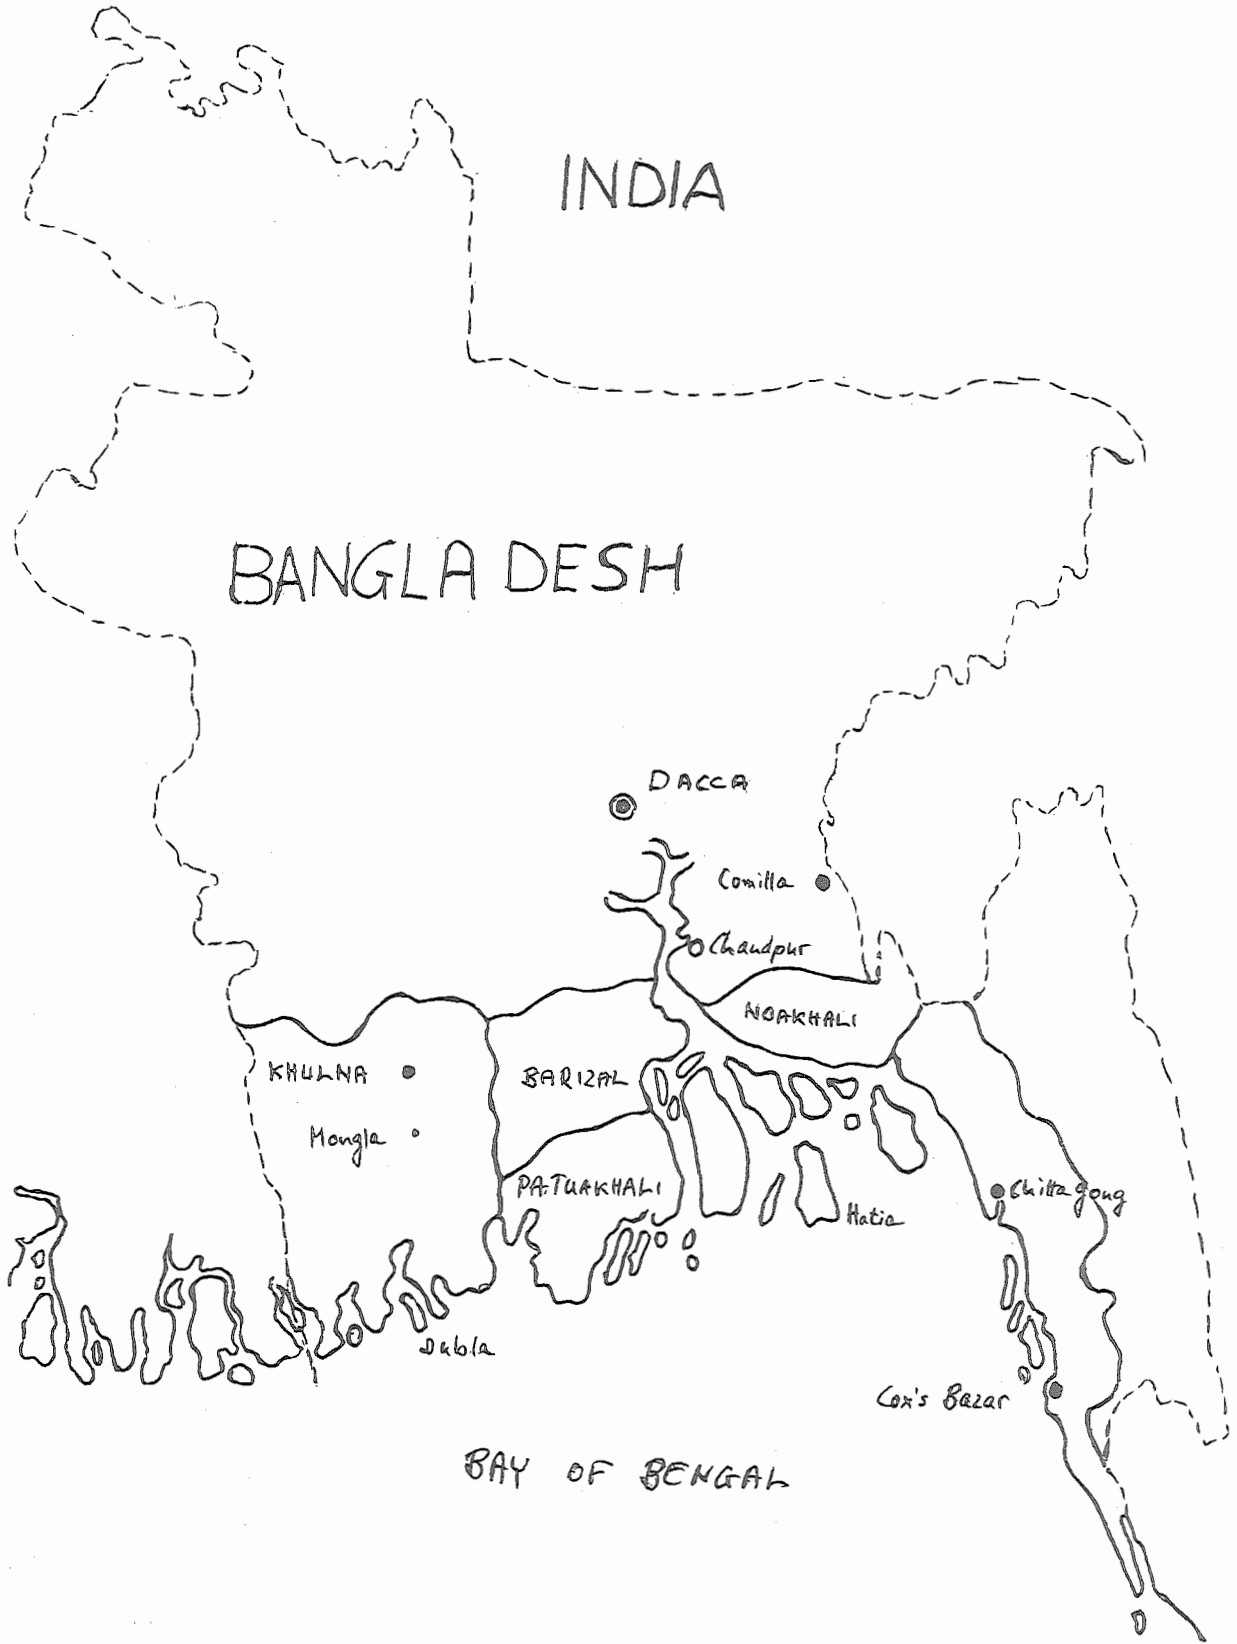 INDIA
BANGLA DESH
DACCA
Comilla
Chandpur
NOAKHALI
KHULNA
BARIZAL
Mongla
PATUAKHALI
Chittagong
Hatia
Dubla
Cox's Bazar
BAY OF BENGAL